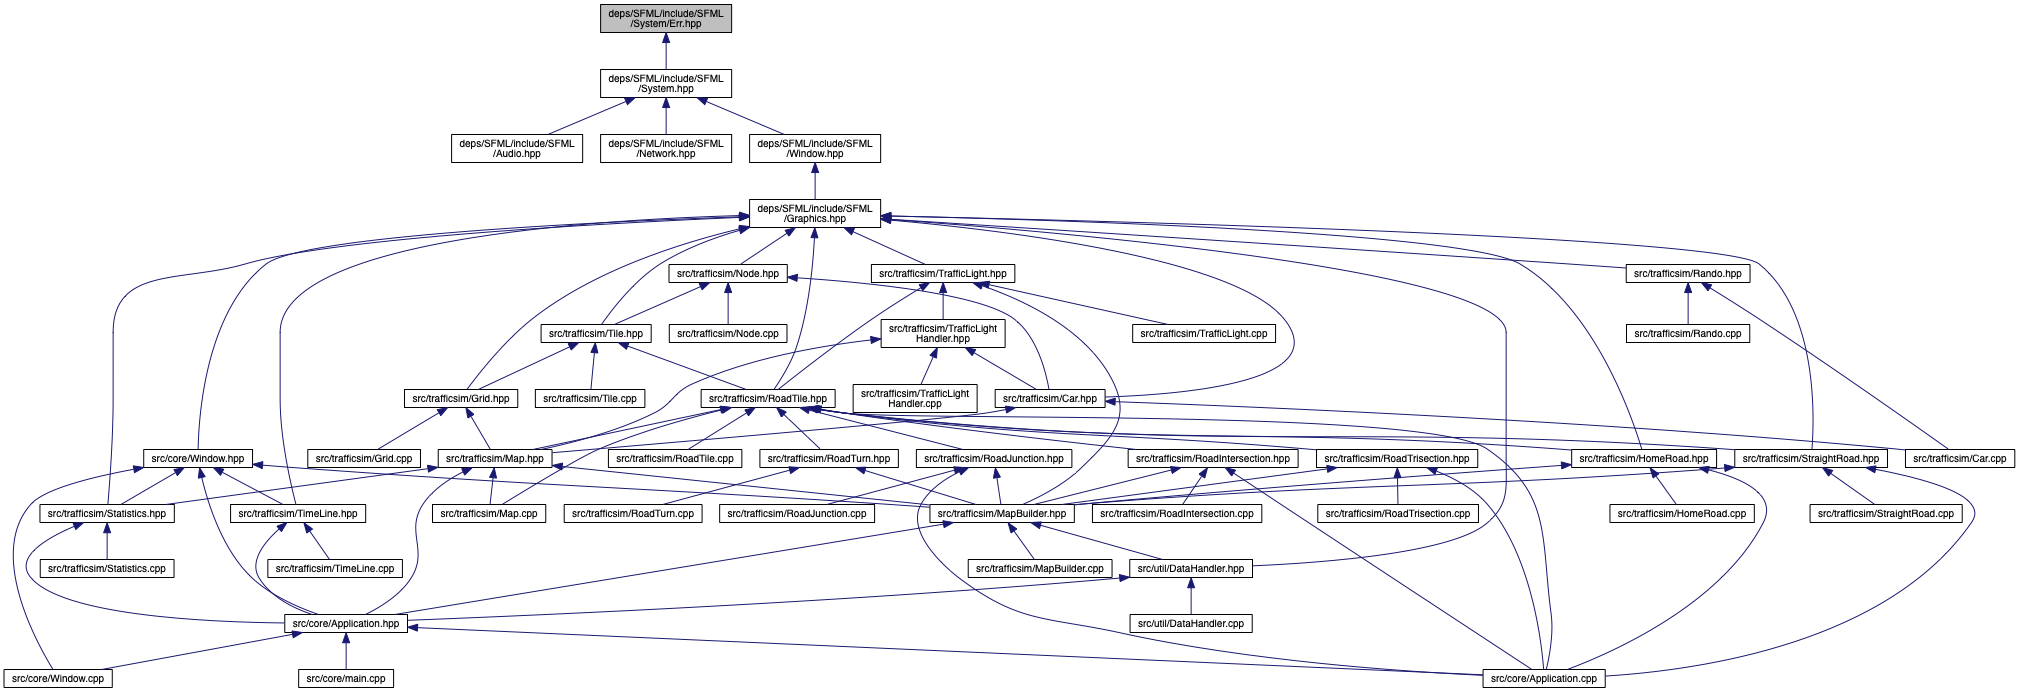 deps/SFML/include/SFML
/System/Err.hpp
deps/SFML/include/SFML
/System.hpp
deps/SFML/include/SFML
/Audio.hpp
deps/SFML/include/SFML
/Network.hpp
deps/SFML/include/SFML
/Window.hpp
deps/SFML/include/SFML
/Graphics.hpp
src/trafficsim/Node.hpp
src/trafficsim/TrafficLight.hpp
src/trafficsim/Rando.hpp
src/trafficsim/Tile.hpp
src/trafficsim/Node.cpp
src/trafficsim/TrafficLight
Handler.hpp
src/trafficsim/TrafficLight.cpp
src/trafficsim/Rando.cpp
src/trafficsim/Grid.hpp
src/trafficsim/Tile.cpp
src/trafficsim/RoadTile.hpp
src/trafficsim/TrafficLight
Handler.cpp
src/trafficsim/Car.hpp
src/core/Window.hpp
src/trafficsim/Grid.cpp
src/trafficsim/Map.hpp
src/trafficsim/RoadTile.cpp
src/trafficsim/RoadTurn.hpp
src/trafficsim/RoadJunction.hpp
src/trafficsim/RoadIntersection.hpp
src/trafficsim/RoadTrisection.hpp
src/trafficsim/HomeRoad.hpp
src/trafficsim/StraightRoad.hpp
src/trafficsim/Car.cpp
src/trafficsim/Statistics.hpp
src/trafficsim/TimeLine.hpp
src/trafficsim/Map.cpp
src/trafficsim/RoadTurn.cpp
src/trafficsim/RoadJunction.cpp
src/trafficsim/MapBuilder.hpp
src/trafficsim/RoadIntersection.cpp
src/trafficsim/RoadTrisection.cpp
src/trafficsim/HomeRoad.cpp
src/trafficsim/StraightRoad.cpp
src/trafficsim/Statistics.cpp
src/trafficsim/TimeLine.cpp
src/trafficsim/MapBuilder.cpp
src/util/DataHandler.hpp
src/core/Application.hpp
src/util/DataHandler.cpp
src/core/Window.cpp
src/core/main.cpp
src/core/Application.cpp